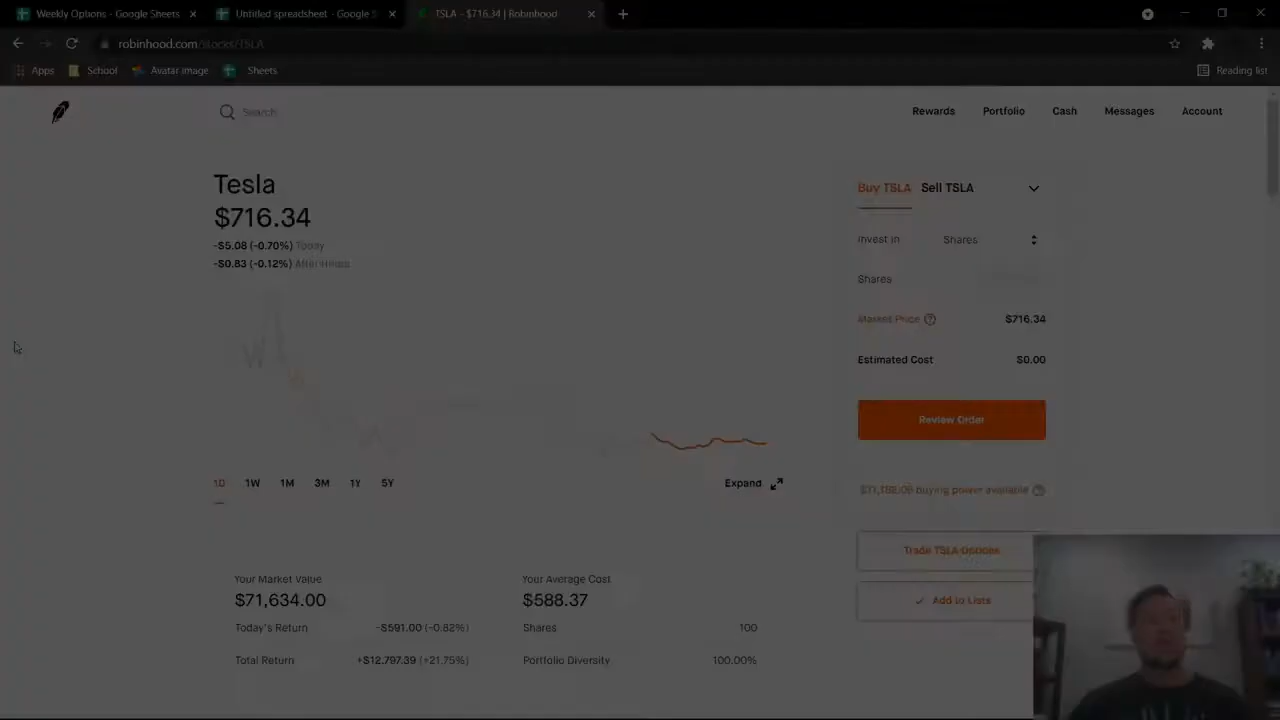 Weekly Options - Google Sheets
Untitled spreadsheet - Google S
TSLA - $716.34 | Robinhood
robinhood.com/stocks/TSLA
Apps
School
Avatar image
Sheets
Reading list
Search
Rewards
Portfolio
Cash
Messages
Account
Tesla
$716.34
-$5.08 (-0.70%) Today
-$0.83 (-0.12%) After Hours
1D
1W
1M
3M
1Y
5Y
Expand
Your Market Value
$71,634.00
Today's Return
-$591.00 (-0.82%)
Total Return
+$12,797.39 (+21.75%)
Your Average Cost
$588.37
Shares
100
Portfolio Diversity
100.00%
Buy TSLA
Sell TSLA
Invest In
Shares
Shares
Market Price
$716.34
Estimated Cost
$0.00
Review Order
buying power available
Trade TSLA Options
Add to Lists